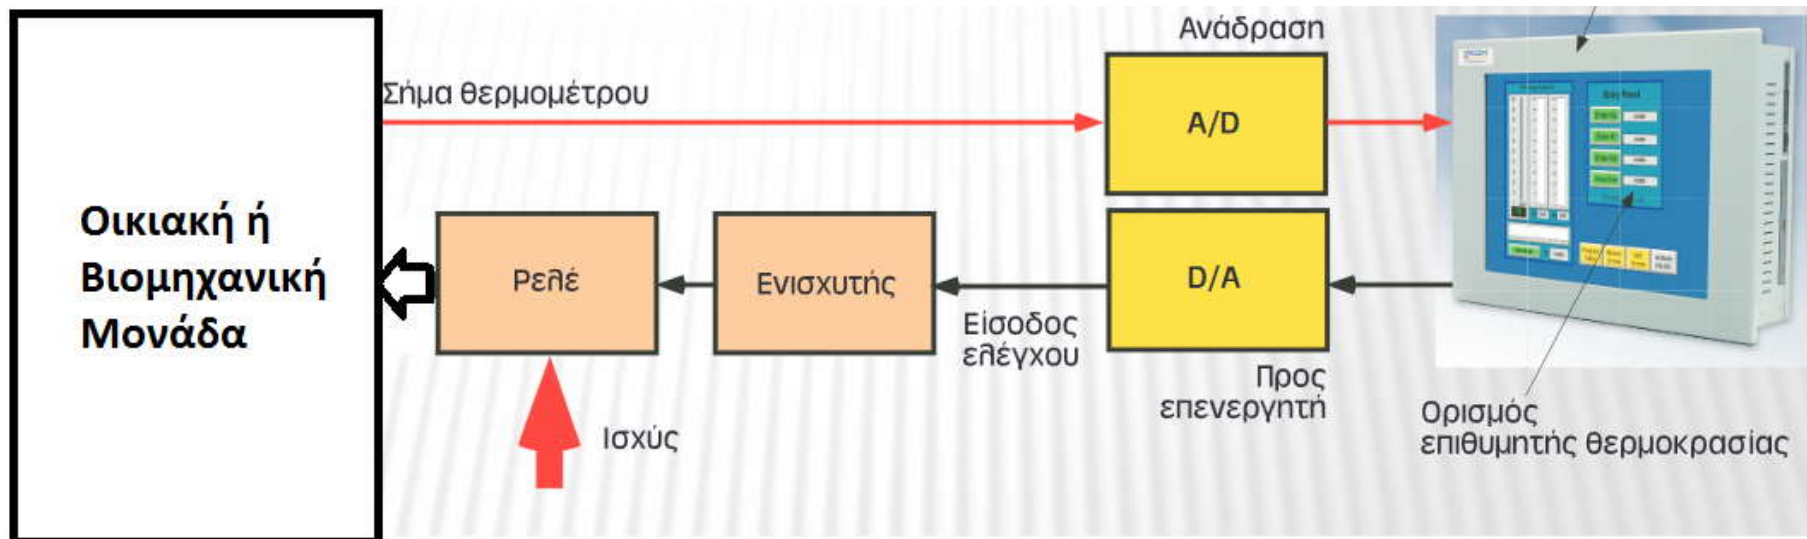 Ανάδραση
Σήμα θερμομέτρου
A/D
Οικιακή ή
Βιομηχανική
Μονάδα
Ρελέ
Ενισχυτής
D/A
Είσοδος
ελέγχου
Προς
επενεργητή
Ισχύς
Ορισμός
επιθυμητής θερμοκρασίας